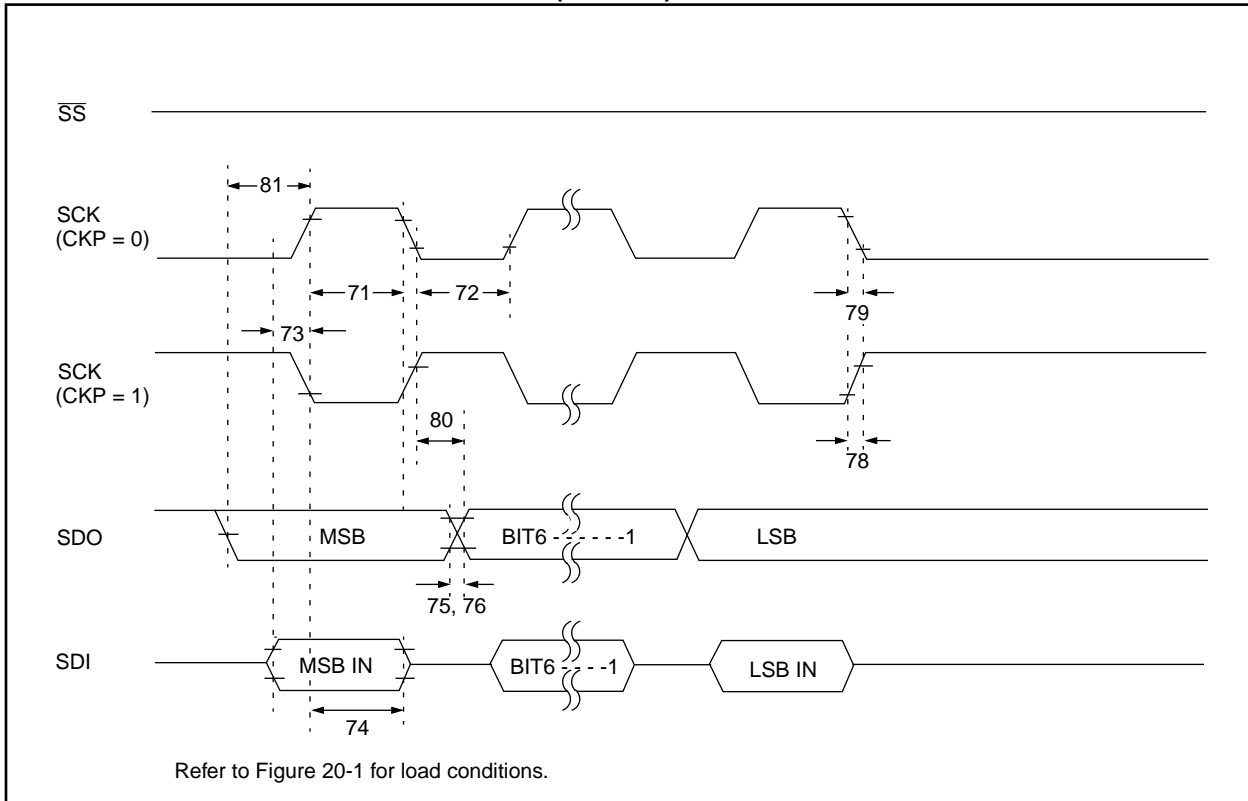 SS
81
SCK
(CKP = 0)
71
72
79
73
SCK
(CKP = 1)
80
78
SDO
MSB
BIT6 - - - - - -1
LSB
75, 76
SDI
MSB IN
BIT6 - - - -1
LSB IN
74
Refer to Figure 20-1 for load conditions.